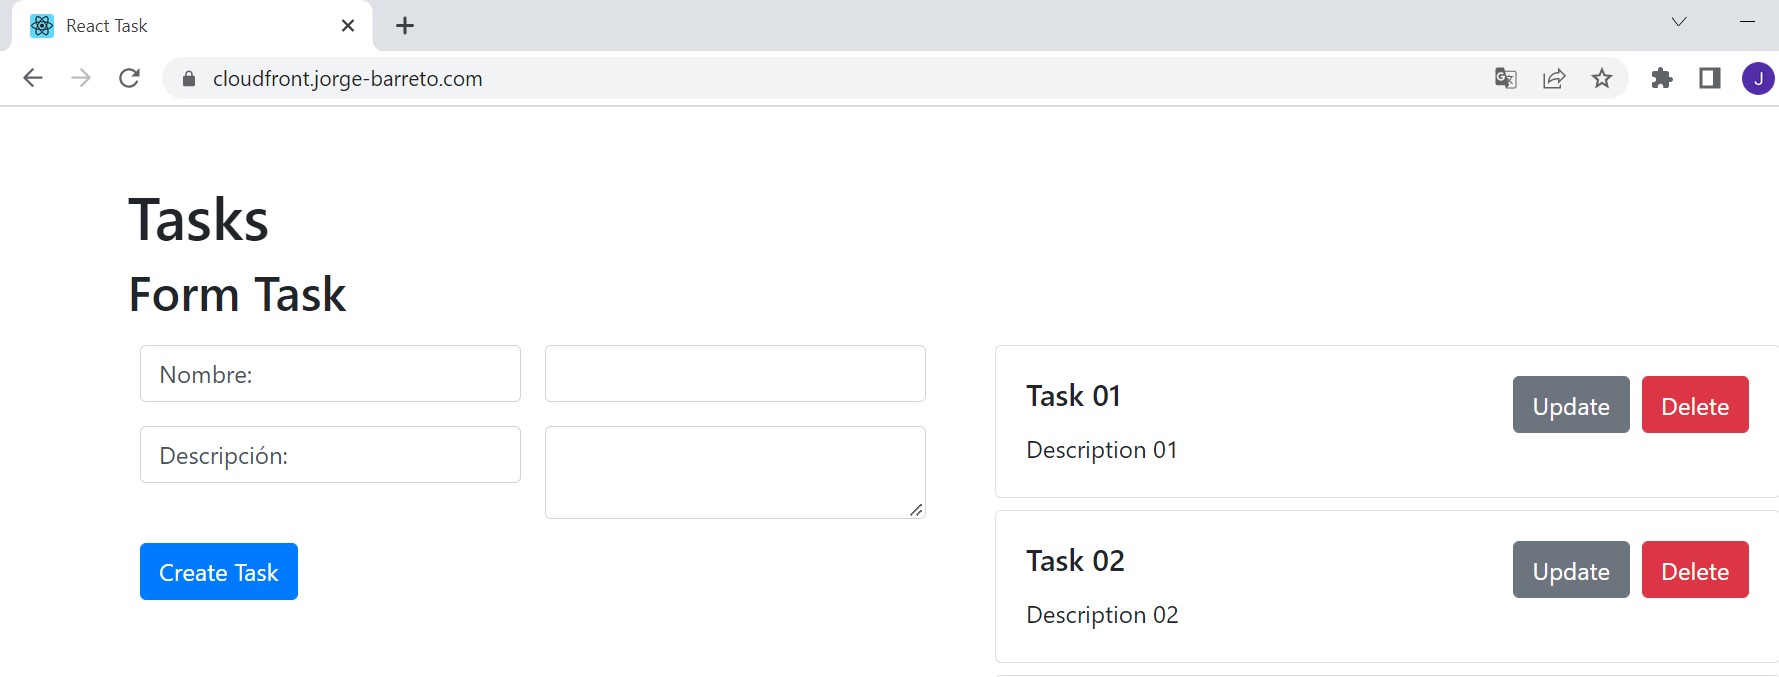 React Task
cloudfront.jorge-barreto.com
J
Tasks
Form Task
Nombre:
Descripción:
Create Task
Task 01
Update
Delete
Description 01
Task 02
Update
Delete
Description 02